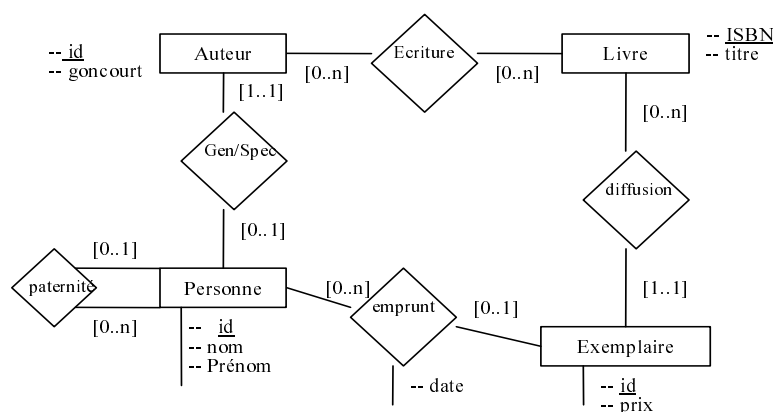 -- id
-- goncourt
Auteur
Ecriture
Livre
-- ISBN
-- titre
[0..n]
[0..n]
[1..1]
[0..n]
Gen/Spec
diffusion
[0..1]
[0..1]
paternité
Personne
[0..n]
emprunt
[0..1]
[1..1]
[0..n]
Exemplaire
-- id
-- nom
-- Prénom
-- date
-- id
-- prix